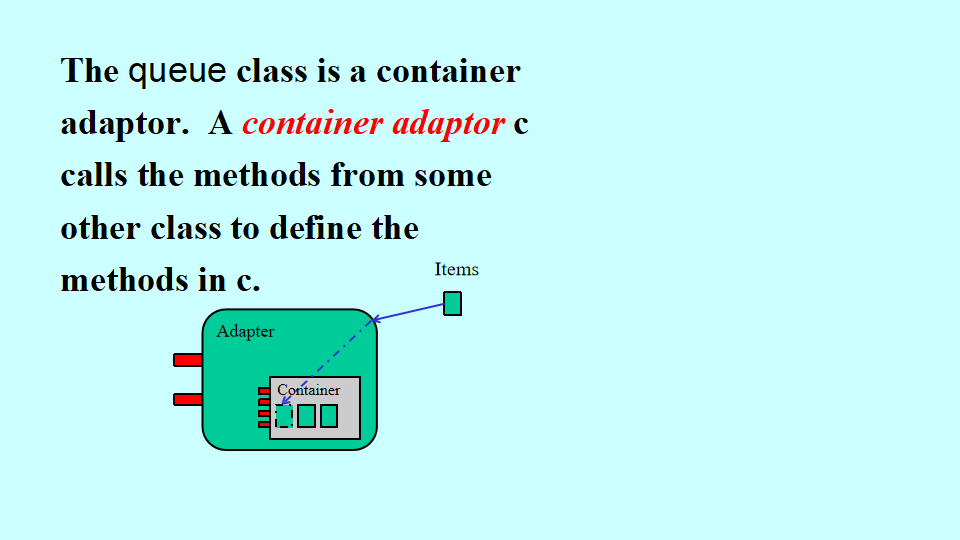 The queue class is a container
adaptor.  A container adaptor c
calls the methods from some
other class to define the
methods in c.
Items
Adapter
Container